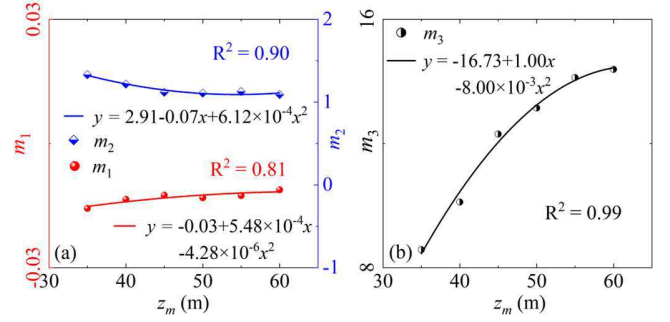 0.03
-0.03
m₁
2
1
0
-1
m₂
R² = 0.90
y = 2.91-0.07x+6.12×10⁻⁴x²
m₂
m₁
R² = 0.81
y = -0.03+5.48×10⁻⁴x
-4.28×10⁻⁶x²
(a)
30 40 50 60
z_m (m)
16
8
m₃
m₃
y = -16.73+1.00x
-8.00×10⁻³x²
R² = 0.99
(b)
30 40 50 60
z_m (m)